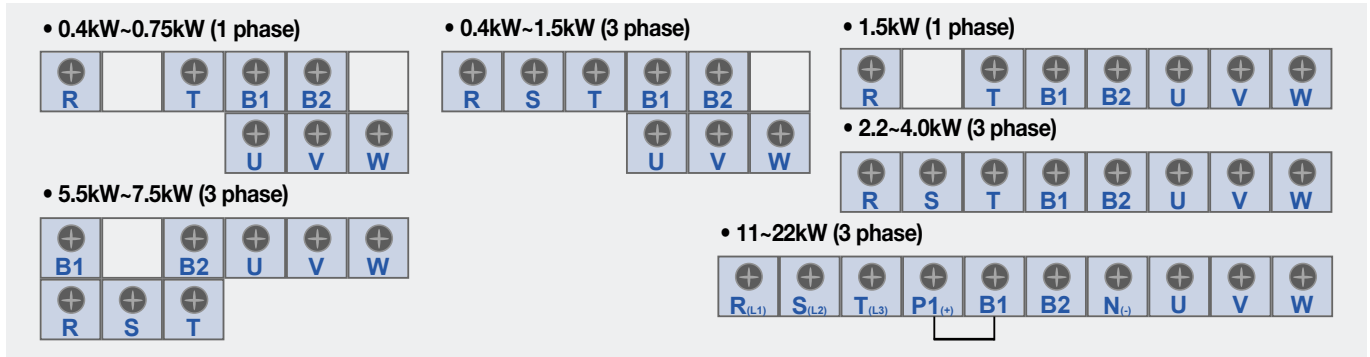 • 0.4kW~0.75kW (1 phase)
R T B1 B2
U V W
• 5.5kW~7.5kW (3 phase)
B1 B2 U V W
R S T
• 0.4kW~1.5kW (3 phase)
R S T B1 B2
U V W
• 1.5kW (1 phase)
R T B1 B2 U V W
• 2.2~4.0kW (3 phase)
R S T B1 B2 U V W
• 11~22kW (3 phase)
R(L1) S(L2) T(L3) P1(+) B1 B2 N(-) U V W